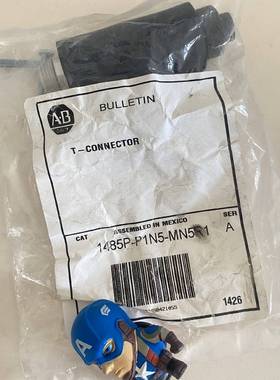 AB
BULLETIN
T-CONNECTOR
ASSEMBLED IN MEXICO
CAT
SER
1485P-P1N5-MN5R1
A
1426
A